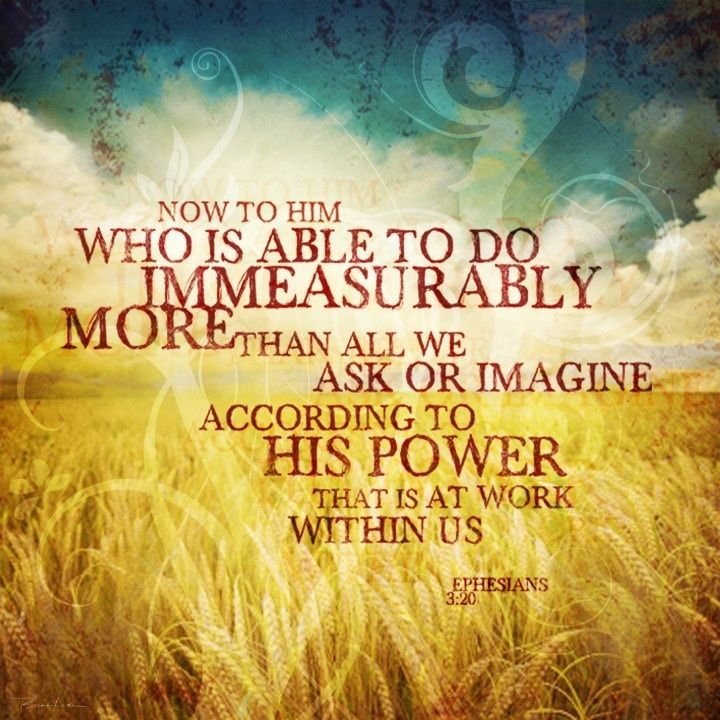 NOW TO HIM
WHO IS ABLE TO DO
IMMEASURABLY
MORE THAN ALL WE
ASK OR IMAGINE
ACCORDING TO
HIS POWER
THAT IS AT WORK
WITHIN US
EPHESIANS
3:20